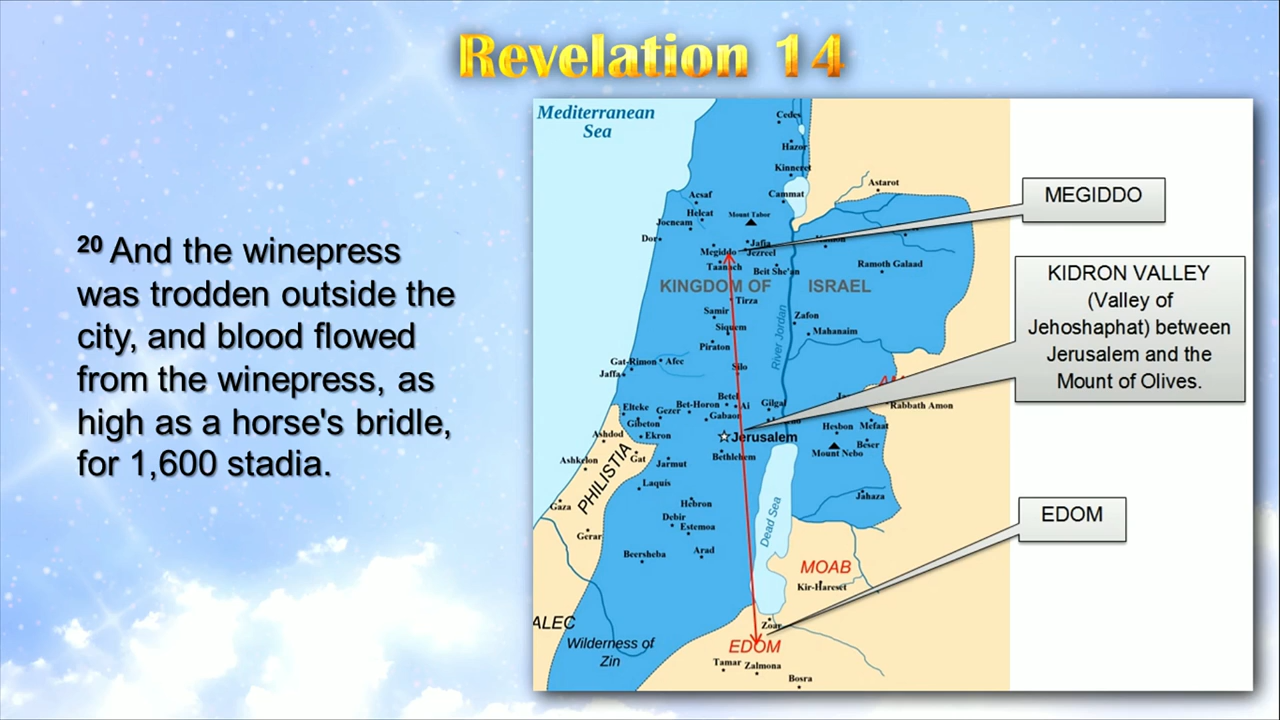 Revelation 14
20 And the winepress
was trodden outside the
city, and blood flowed
from the winepress, as
high as a horse's bridle,
for 1,600 stadia.
Mediterranean
Sea
Cedes
Hazor
Kinneret
Cammat
Astarot
Acsaf
Helcat
Mount Tabor
Jocneam
Dor
Jafia
Megiddo
Jezreel
Taanach
Beit She'an
Ramoth Galaad
KINGDOM OF ISRAEL
Tirza
Samir
Siquem
Zafon
Mahanaim
Piraton
River Jordan
Gat-Rimon
Afec
Jaffa
Silo
Betel
Bet-Horon
Ai
Gilgal
Elteke
Gezer
Gabaon
Rabbath Amon
Gibeton
Ekron
Ashdod
Jerusalem
Hesbon
Mefaat
Beser
Mount Nebo
Bethlehem
Ashkelon
Gat
Jarmut
PHILISTIA
Laquis
Jahaza
Gaza
Hebron
Debir
Estemoa
Dead Sea
Gerar
Beersheba
Arad
MOAB
Kir-Hareset
ALEC
Wilderness of
Zin
Zoar
EDOM
Tamar
Zalmona
Bosra
MEGIDDO
KIDRON VALLEY
(Valley of
Jehoshaphat) between
Jerusalem and the
Mount of Olives.
EDOM